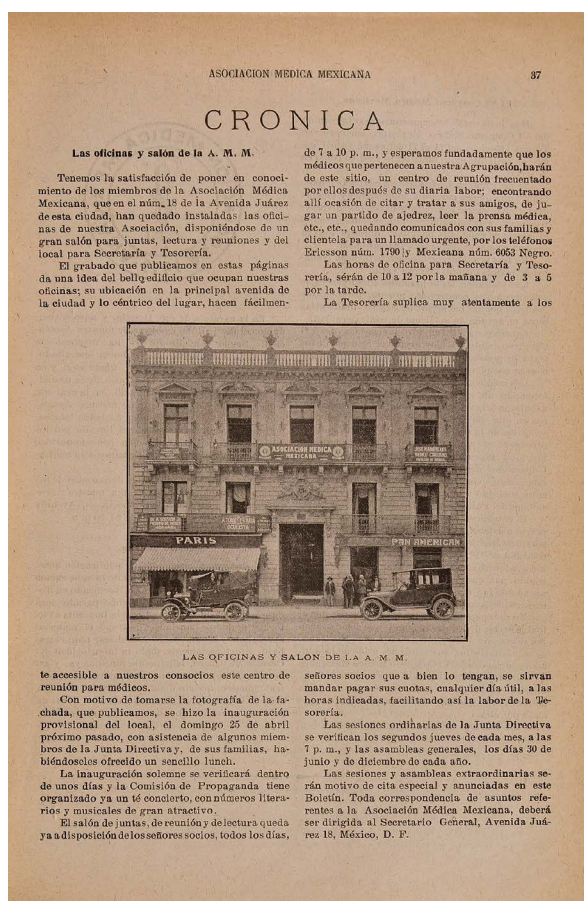 ASOCIACION MEDICA MEXICANA
37
CRONICA
Las oficinas y salón de la A. M. M.
Tenemos la satisfacción de poner en conoci-
miento de los miembros de la Asociación Médica
Mexicana, que en el núm. 18 de la Avenida Juárez
de esta ciudad, han quedado instaladas las ofici-
nas de nuestra Asociación, disponiéndose de un
gran salón para juntas, lectura y reuniones y del
local para Secretaría y Tesorería.
El grabado que publicamos en estas páginas
da una idea del bello edificio que ocupan nuestras
oficinas; su ubicación en la principal avenida de
la ciudad y lo céntrico del lugar, hacen fácilmen-
te accesible a nuestros consocios este centro de
reunión para médicos.
Con motivo de tomarse la fotografía de la fa-
chada, que publicamos, se hizo la inauguración
provisional del local, el domingo 25 de abril
próximo pasado, con asistencia de algunos miem-
bros de la Junta Directiva y, de sus familias, ha-
biéndoseles ofrecido un sencillo lunch.
La inauguración solemne se verificará dentro
de unos días y la Comisión de Propaganda tiene
organizado ya un té concierto, con números litera-
rios y musicales de gran atractivo.
El salón de juntas, de reunión y de lectura queda
ya a disposición de los señores socios, todos los días,
de 7 a 10 p. m., y esperamos fundadamente que los
médicos que pertenecen a nuestra Agrupación, harán
de este sitio, un centro de reunión frecuentado
por ellos después de su diaria labor; encontrando
allí ocasión de citar y tratar a sus amigos, de ju-
gar un partido de ajedrez, leer la prensa médica,
etc., etc., quedando comunicados con sus familias y
clientela para un llamado urgente, por los teléfonos
Ericsson núm. 1790 y Mexicana núm. 6053 Negro.
Las horas de oficina para Secretaría y Teso-
rería, sérán de 10 a 12 por la mañana y de 3 a 5
por la tarde.
La Tesorería suplica muy atentamente a los
señores socios que a bien lo tengan, se sirvan
mandar pagar sus cuotas, cualquier día útil, a las
horas indicadas, facilitando así la labor de la Te-
sorería.
Las sesiones ordinarias de la Junta Directiva
se verifican los segundos jueves de cada mes, a las
7 p. m., y las asambleas generales, los días 30 de
junio y de diciembre de cada año.
Las sesiones y asambleas extraordinarias se-
rán motivo de cita especial y anunciadas en este
Boletín. Toda correspondencia de asuntos refe-
rentes a la Asociación Médica Mexicana, deberá
ser dirigida al Secretario General, Avenida Juá-
rez 18, México, D. F.
ASOCIACION MEDICA
MEXICANA
PARIS
PAN AMERICAN
LAS OFICINAS Y SALON DE LA A. M. M.